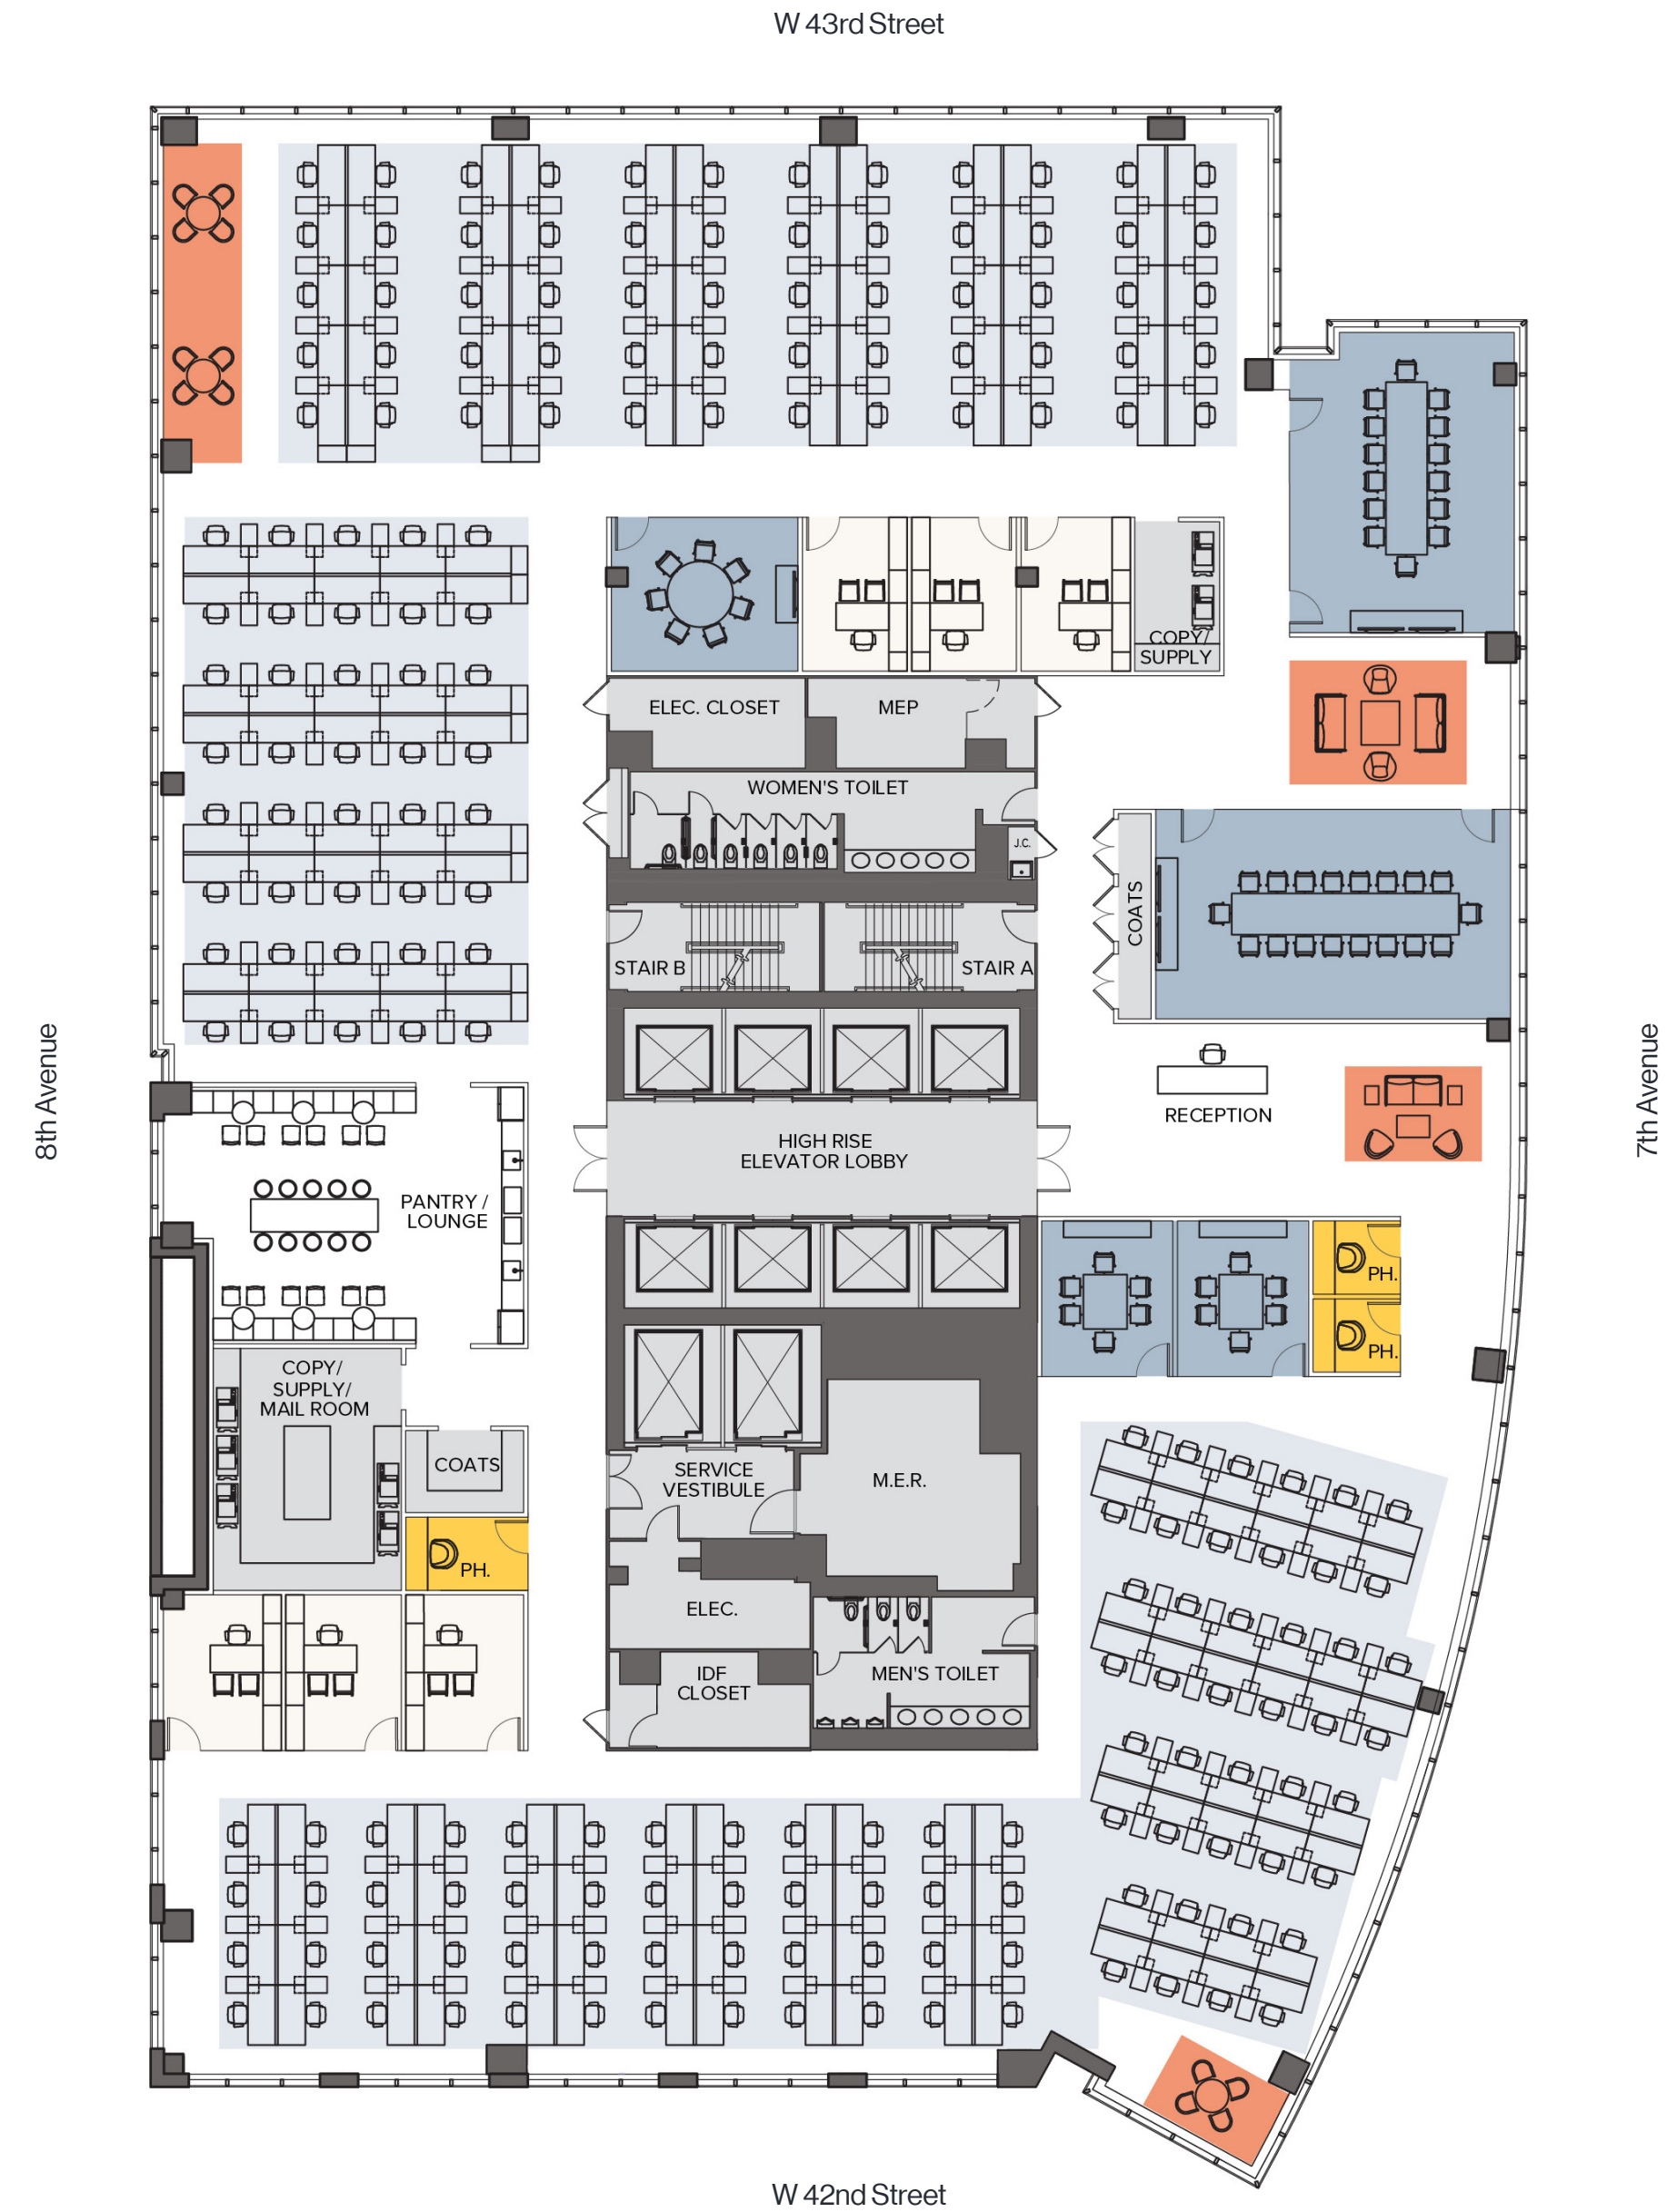 W 43rd Street
COPY/
SUPPLY
ELEC. CLOSET
MEP
WOMEN'S TOILET
J.C.
COATS
STAIR B
STAIR A
8th Avenue
7th Avenue
RECEPTION
HIGH RISE
ELEVATOR LOBBY
PANTRY /
LOUNGE
PH.
PH.
COPY/
SUPPLY/
MAIL ROOM
COATS
SERVICE
VESTIBULE
M.E.R.
PH.
ELEC.
IDF
CLOSET
MEN'S TOILET
W 42nd Street